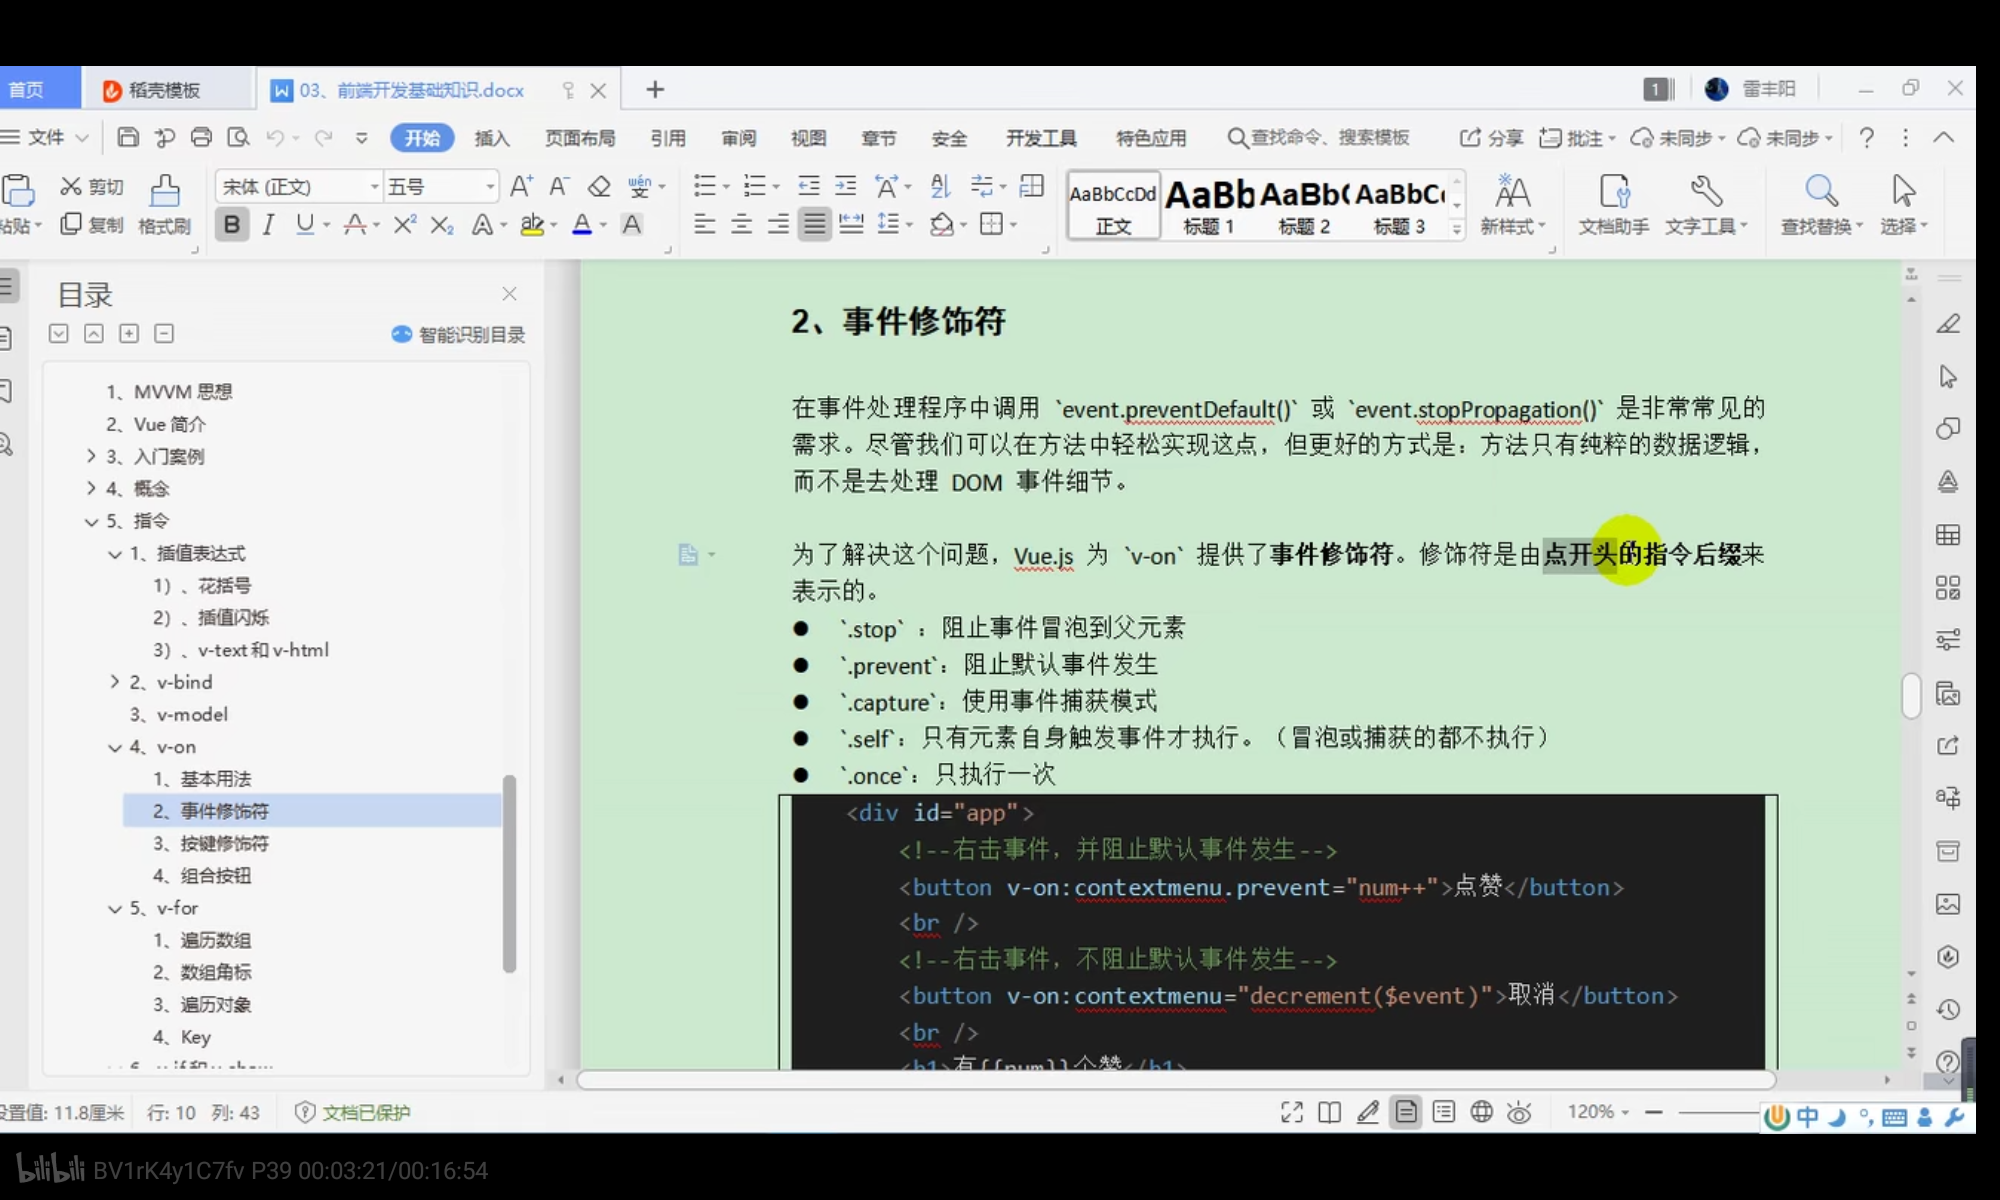 首页
稻壳模板
03、前端开发基础知识.docx
1
雷丰阳
文件
开始
插入
页面布局
引用
审阅
视图
章节
安全
开发工具
特色应用
查找命令、搜索模板
分享
批注
未同步
未同步
粘贴
剪切
复制
格式刷
宋体 (正文)
五号
AaBbCcDd
正文
AaBb
标题 1
AaBb(
标题 2
AaBbC
标题 3
新样式
文档助手
文字工具
查找替换
选择
目录
智能识别目录
1、MVVM 思想
2、Vue 简介
3、入门案例
4、概念
5、指令
1、插值表达式
1）、花括号
2）、插值闪烁
3）、v-text 和 v-html
2、v-bind
3、v-model
4、v-on
1、基本用法
2、事件修饰符
3、按键修饰符
4、组合按钮
5、v-for
1、遍历数组
2、数组角标
3、遍历对象
4、Key
2、事件修饰符
在事件处理程序中调用 `event.preventDefault()` 或 `event.stopPropagation()` 是非常常见的
需求。尽管我们可以在方法中轻松实现这点，但更好的方式是：方法只有纯粹的数据逻辑，
而不是去处理 DOM 事件细节。
为了解决这个问题，Vue.js 为 `v-on` 提供了事件修饰符。修饰符是由点开头的指令后缀来
表示的。
● `.stop` ：阻止事件冒泡到父元素
● `.prevent`：阻止默认事件发生
● `.capture`：使用事件捕获模式
● `.self`：只有元素自身触发事件才执行。（冒泡或捕获的都不执行）
● `.once`：只执行一次
<div id="app">
<!--右击事件，并阻止默认事件发生-->
<button v-on:contextmenu.prevent="num++">点赞</button>
<br />
<!--右击事件，不阻止默认事件发生-->
<button v-on:contextmenu="decrement($event)">取消</button>
<br />
<h1>有{{num}}个赞</h1>
设置值: 11.8厘米
行: 10
列: 43
文档已保护
120%
中
bilibili BV1rK4y1C7fv P39 00:03:21/00:16:54